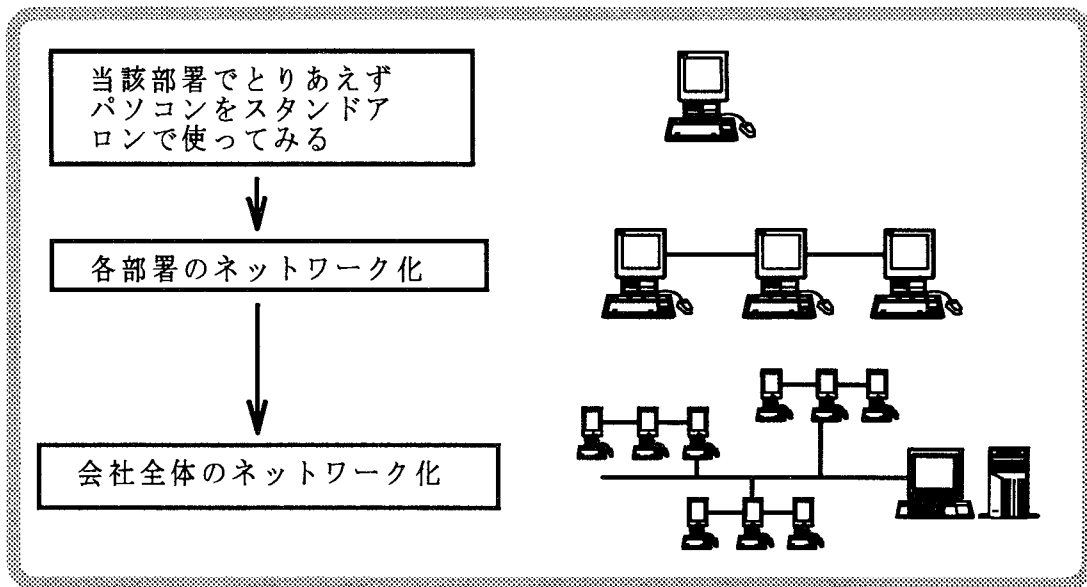 当該部署でとりあえず
パソコンをスタンドア
ロンで使ってみる
各部署のネットワーク化
会社全体のネットワーク化